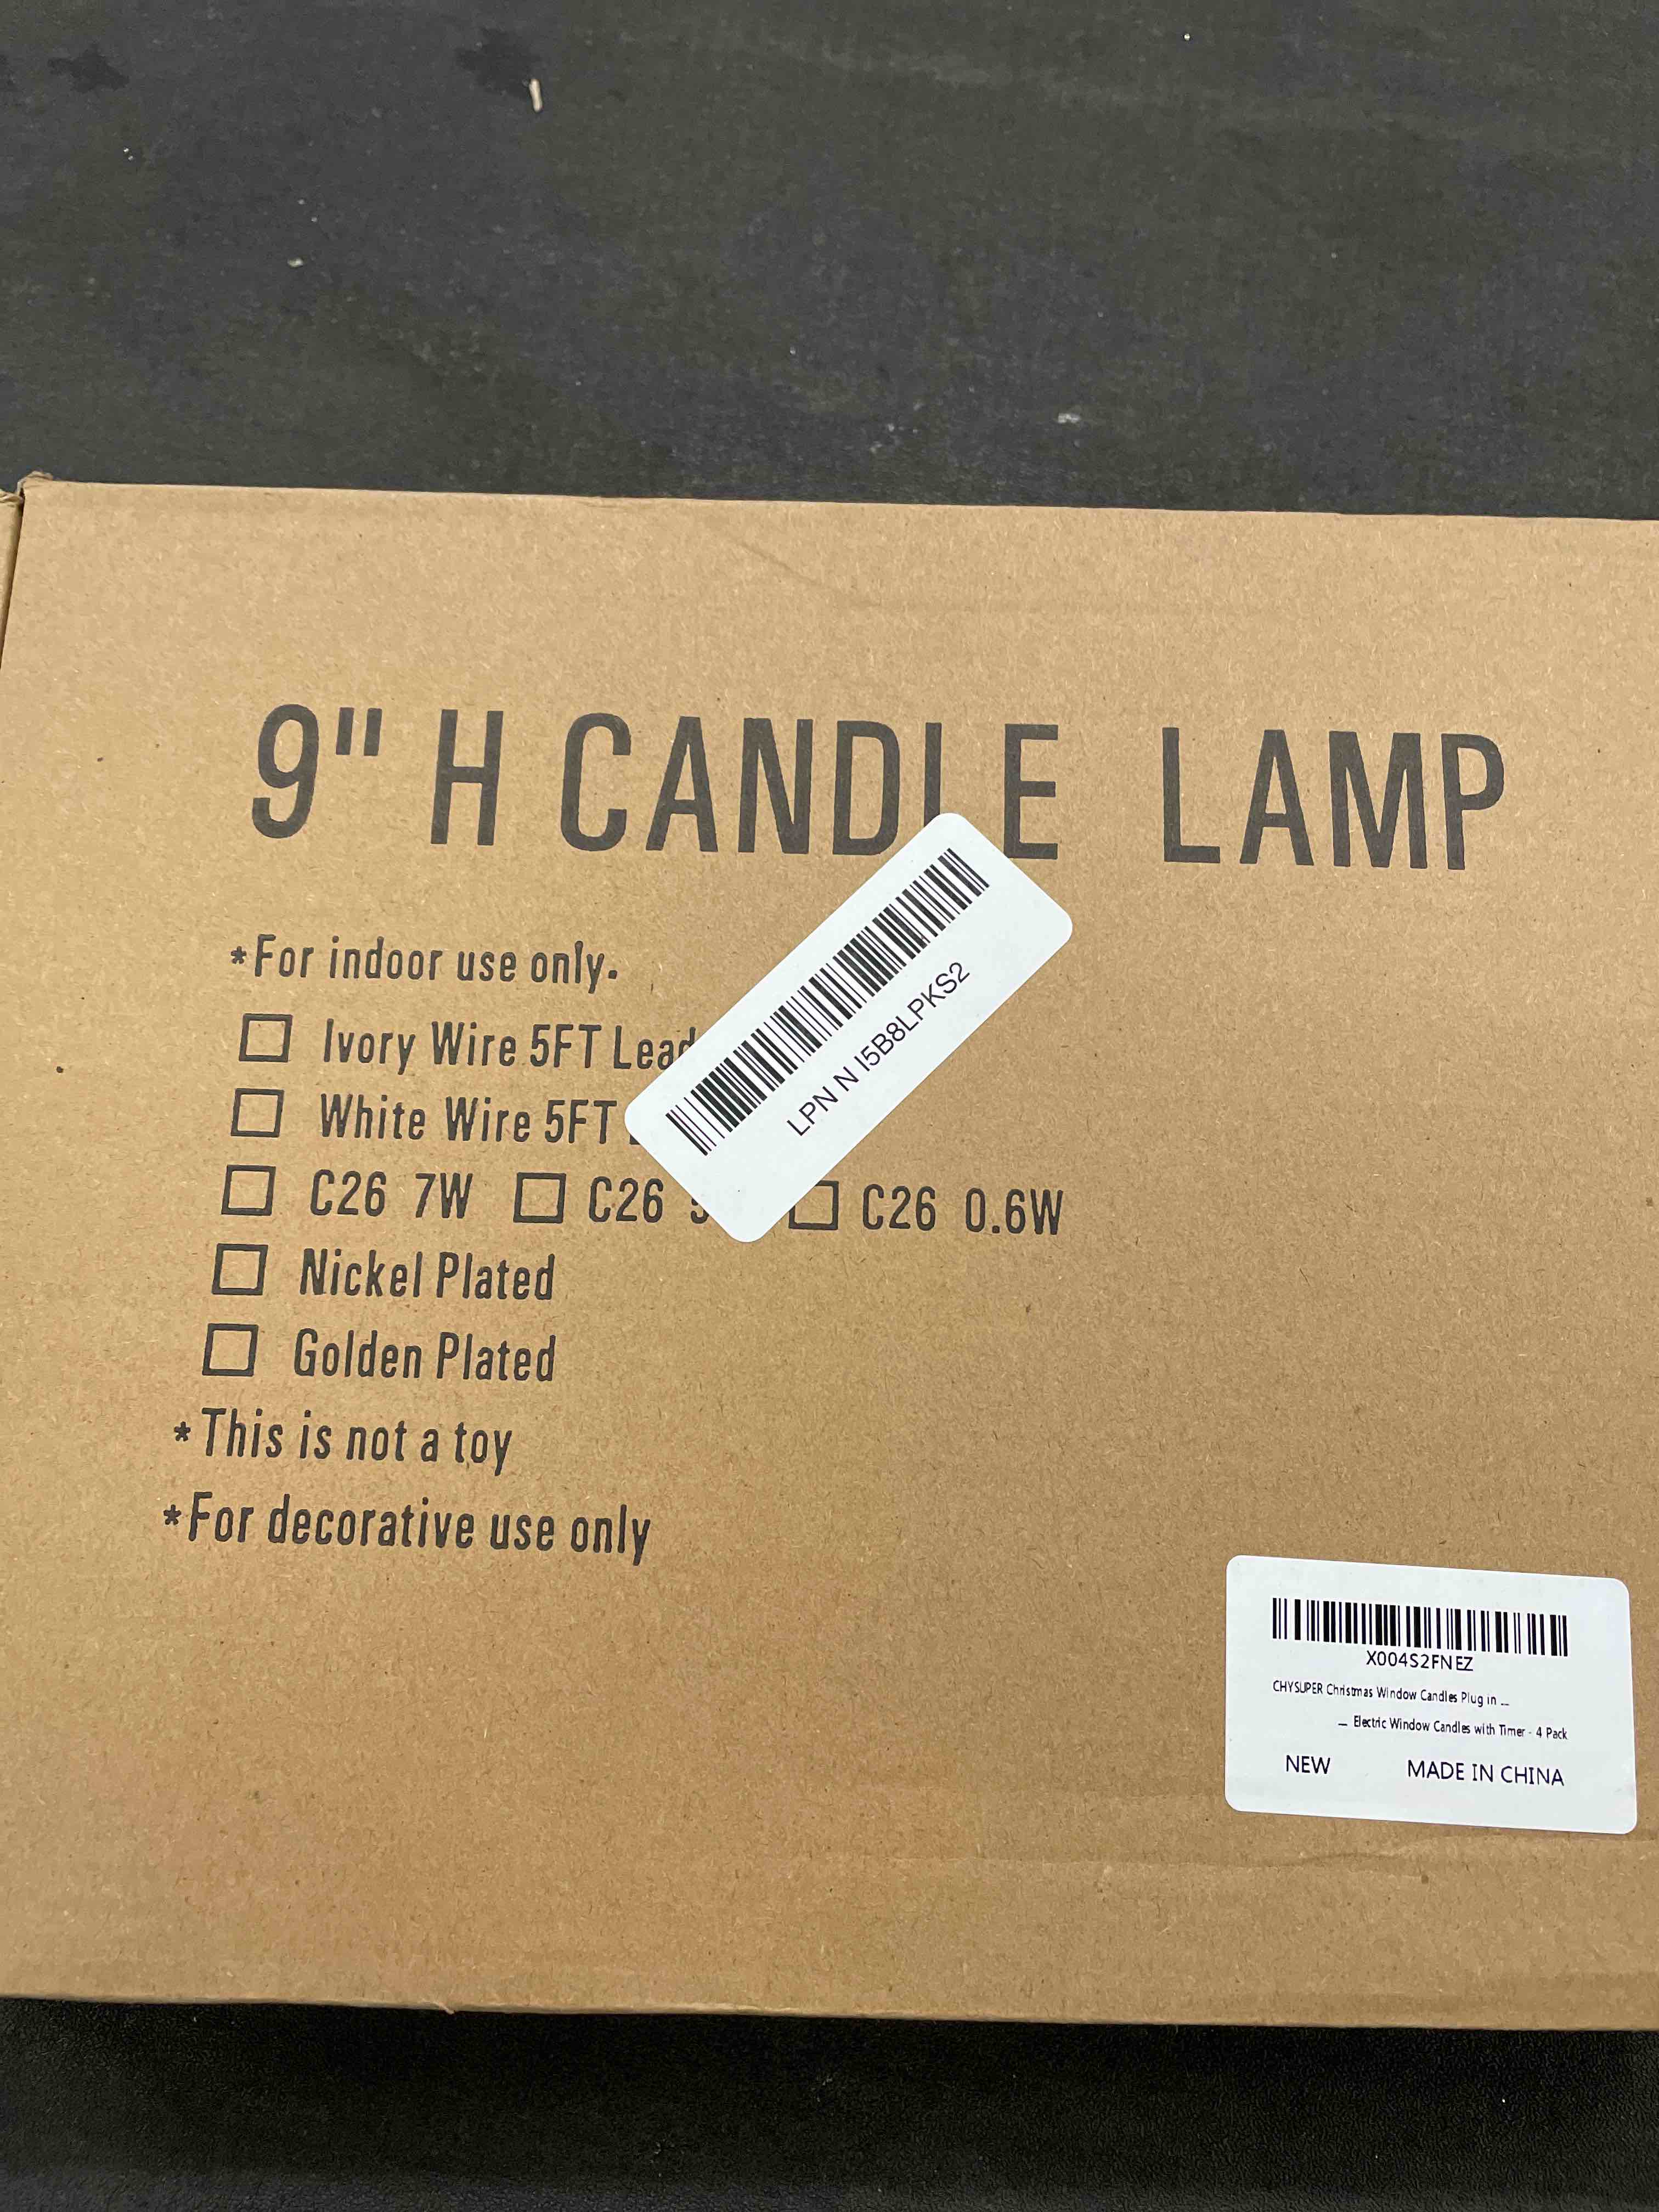 9" H CANDLE LAMP
*For indoor use only.
Ivory Wire 5FT Lead
White Wire 5FT
C26 7W C26 C26 0.6W
Nickel Plated
Golden Plated
*This is not a toy
*For decorative use only
LPN N I5B8LPKS2
X004S2FNEZ
CHYSUPER Christmas Window Candles Plug in ...
... Electric Window Candles with Timer - 4 Pack
NEW MADE IN CHINA